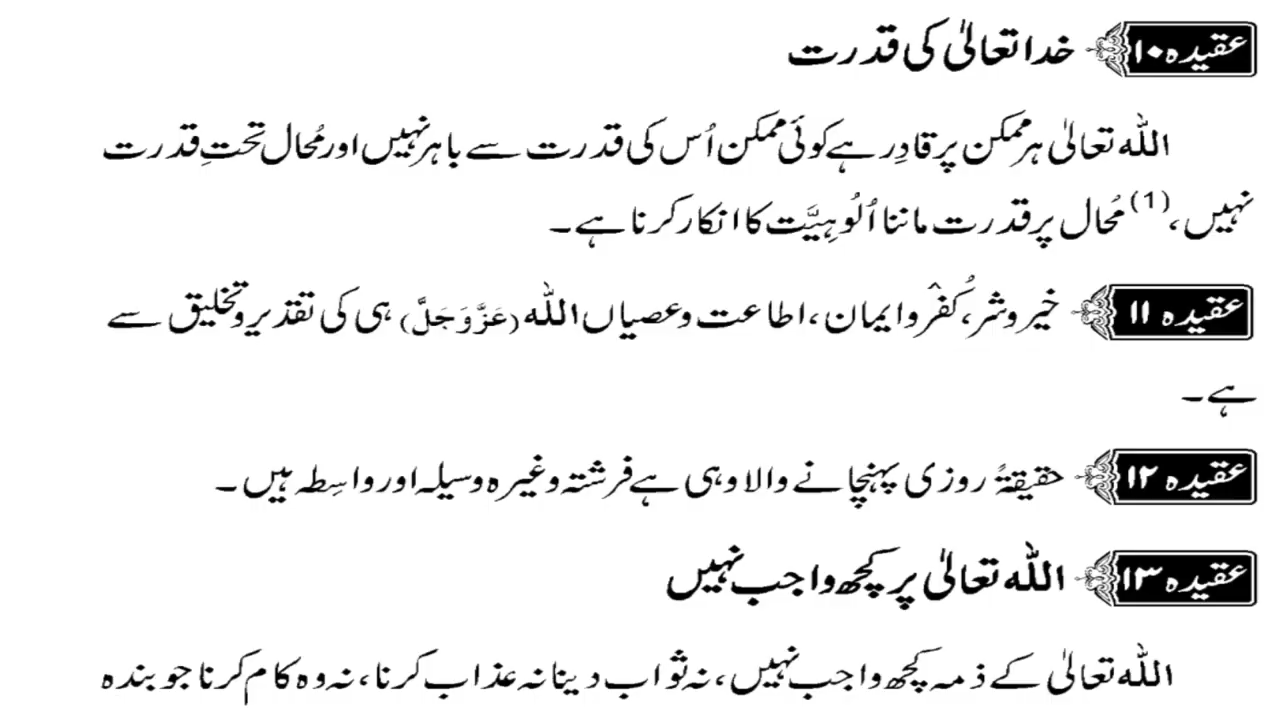 عقیدہ ۱۰ خدا تعالیٰ کی قدرت
اللہ تعالیٰ ہر ممکن پر قادِر ہے کوئی ممکن اُس کی قدرت سے باہر نہیں اور مُحال تحتِ قدرت
نہیں،(1) مُحال پر قدرت ماننا اُلُوہِیَّت کا انکار کرنا ہے۔
عقیدہ ۱۱ خیر و شر، کُفْر و ایمان، اطاعت و عصیاں اللہ (عَزَّوَجَلَّ) ہی کی تقدیر و تخلیق سے
ہے۔
عقیدہ ۱۲ حقیقۃً روزی پہنچانے والا وہی ہے فرشتہ وغیرہ وسیلہ اور واسِطہ ہیں۔
عقیدہ ۱۳ اللہ تعالیٰ پر کچھ واجب نہیں
اللہ تعالیٰ کے ذمہ کچھ واجب نہیں، نہ ثواب دینا نہ عذاب کرنا، نہ وہ کام کرنا جو بندہ